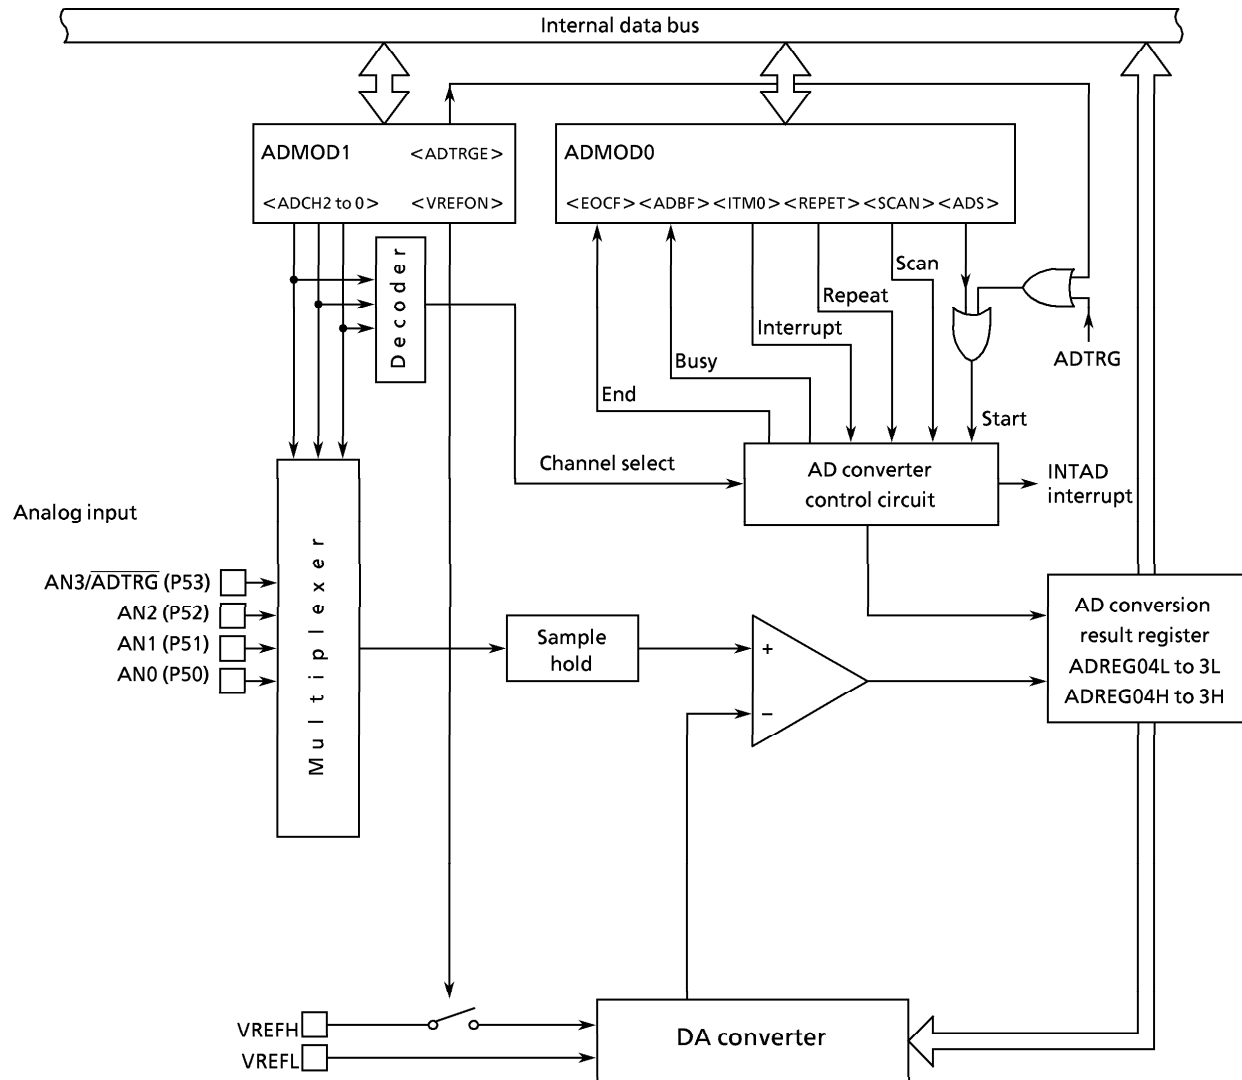 Internal data bus
ADMOD1 <ADTRGE>
<ADCH2 to 0> <VREFON>
ADMOD0
<EOCF> <ADBF> <ITM0> <REPET> <SCAN> <ADS>
Decoder
Scan
Repeat
Interrupt
Busy
End
ADTRG
Start
Channel select
AD converter
control circuit
INTAD
interrupt
Analog input
AN3/ADTRG (P53)
AN2 (P52)
AN1 (P51)
AN0 (P50)
Multiplexer
Sample
hold
+
−
AD conversion
result register
ADREG04L to 3L
ADREG04H to 3H
VREFH
VREFL
DA converter